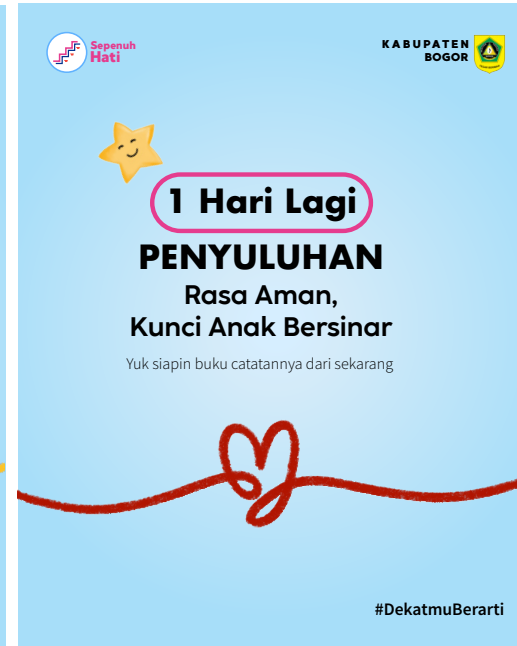 Sepenuh
Hati
KABUPATEN
BOGOR
1 Hari Lagi
PENYULUHAN
Rasa Aman,
Kunci Anak Bersinar
Yuk siapin buku catatannya dari sekarang
#DekatmuBerarti